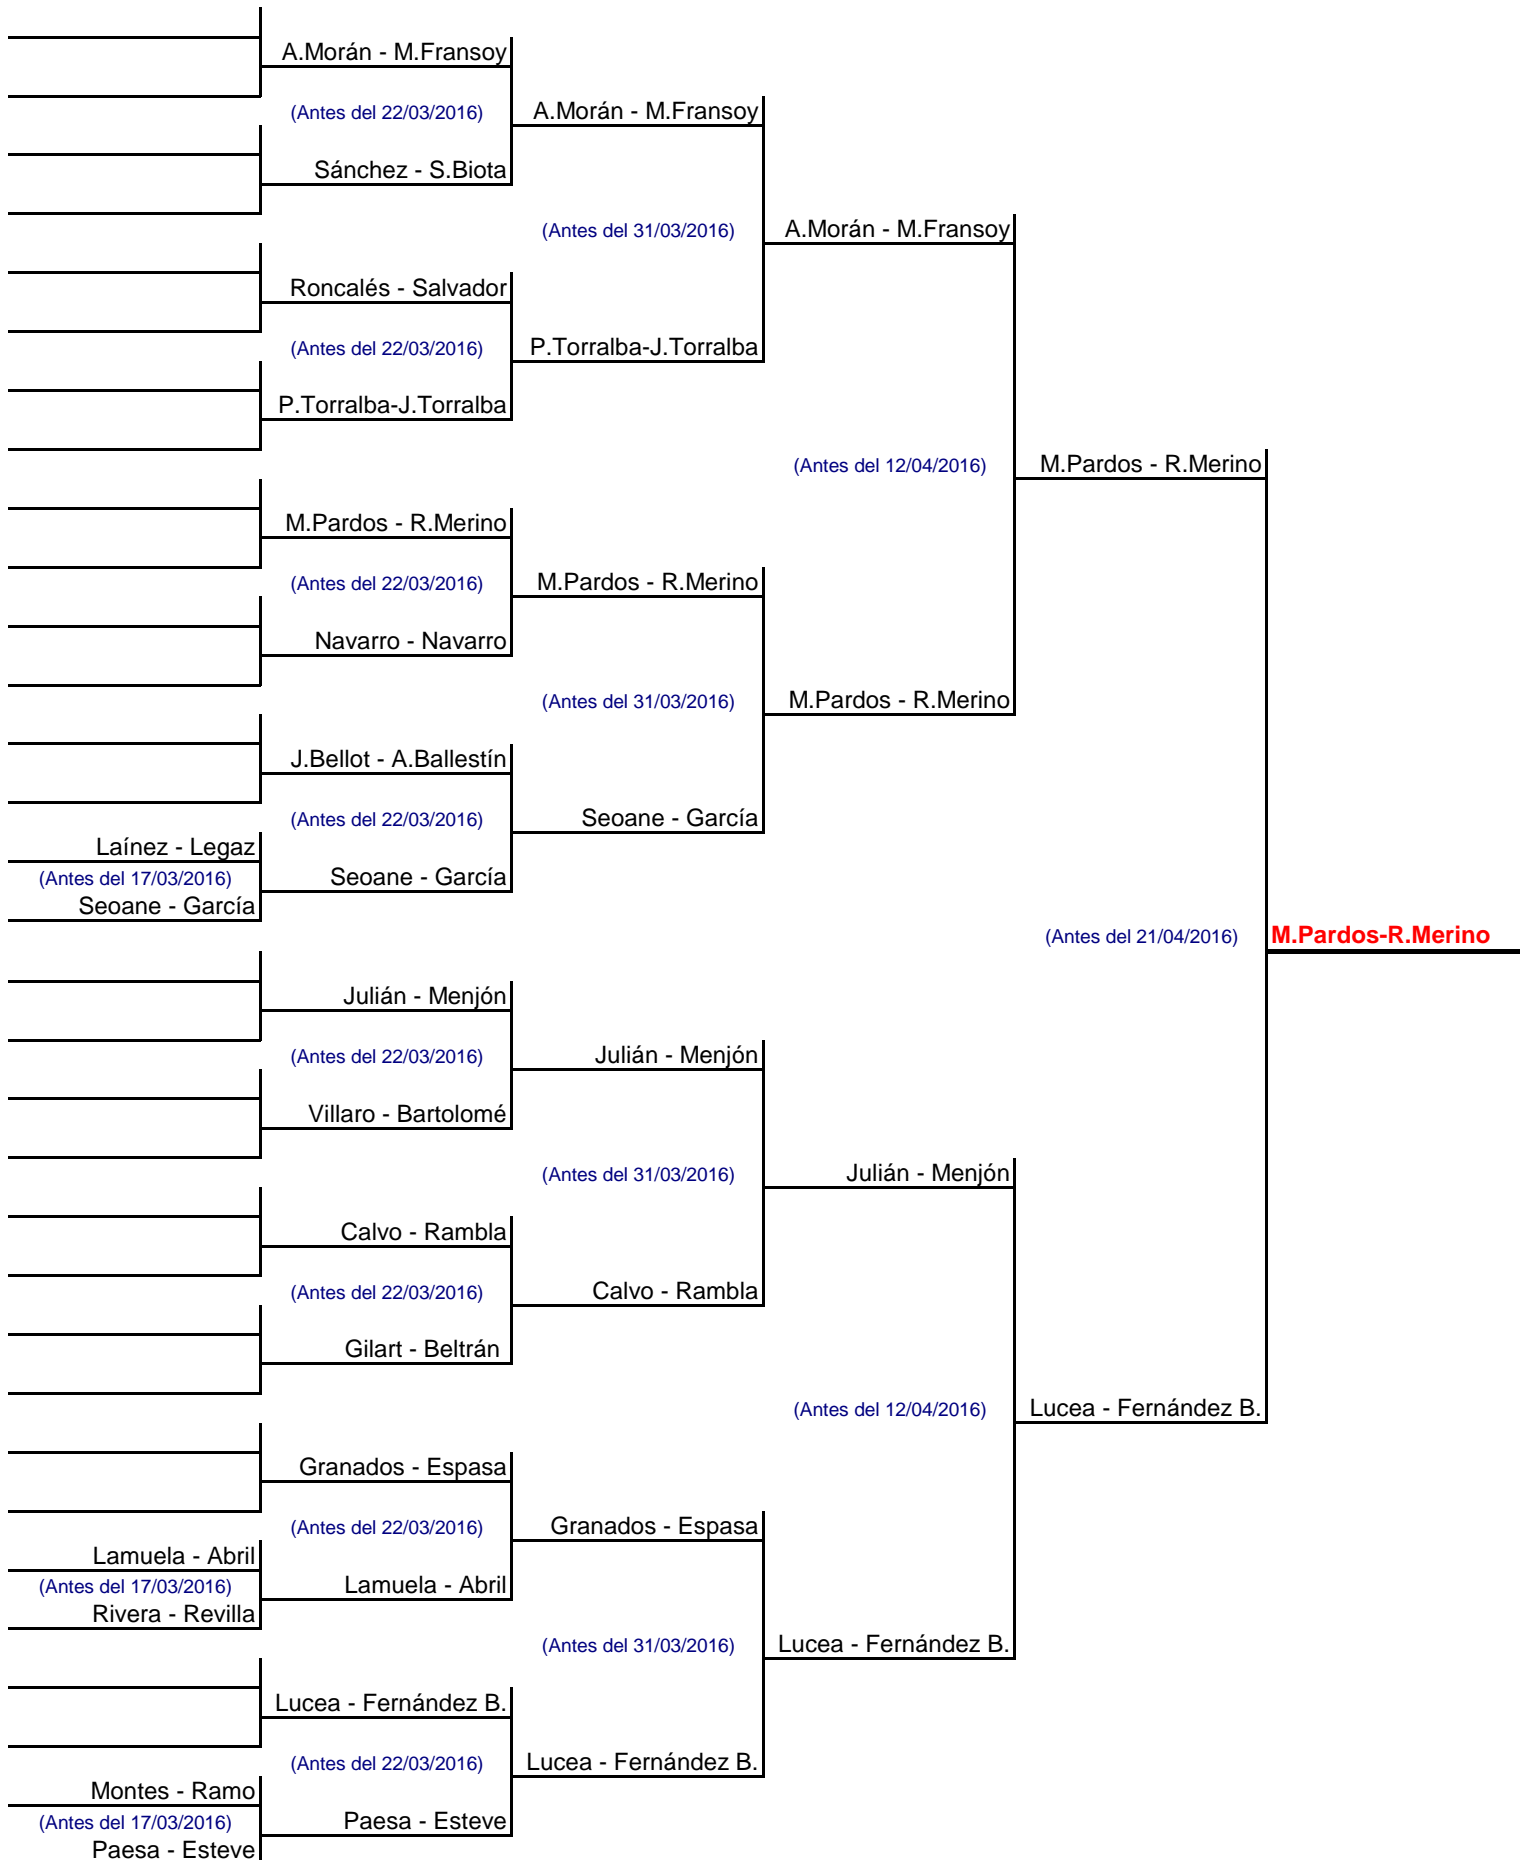 A.Morán - M.Fransoy
(Antes del 22/03/2016)
A.Morán - M.Fransoy
Sánchez - S.Biota
(Antes del 31/03/2016)
A.Morán - M.Fransoy
Roncalés - Salvador
(Antes del 22/03/2016)
P.Torralba-J.Torralba
P.Torralba-J.Torralba
(Antes del 12/04/2016)
M.Pardos - R.Merino
M.Pardos - R.Merino
(Antes del 22/03/2016)
M.Pardos - R.Merino
Navarro - Navarro
(Antes del 31/03/2016)
M.Pardos - R.Merino
J.Bellot - A.Ballestín
(Antes del 22/03/2016)
Seoane - García
Laínez - Legaz
(Antes del 17/03/2016)
Seoane - García
Seoane - García
(Antes del 21/04/2016)
M.Pardos-R.Merino
Julián - Menjón
(Antes del 22/03/2016)
Julián - Menjón
Villaro - Bartolomé
(Antes del 31/03/2016)
Julián - Menjón
Calvo - Rambla
(Antes del 22/03/2016)
Calvo - Rambla
Gilart - Beltrán
(Antes del 12/04/2016)
Lucea - Fernández B.
Granados - Espasa
(Antes del 22/03/2016)
Granados - Espasa
Lamuela - Abril
(Antes del 17/03/2016)
Lamuela - Abril
Rivera - Revilla
(Antes del 31/03/2016)
Lucea - Fernández B.
Lucea - Fernández B.
(Antes del 22/03/2016)
Lucea - Fernández B.
Montes - Ramo
(Antes del 17/03/2016)
Paesa - Esteve
Paesa - Esteve